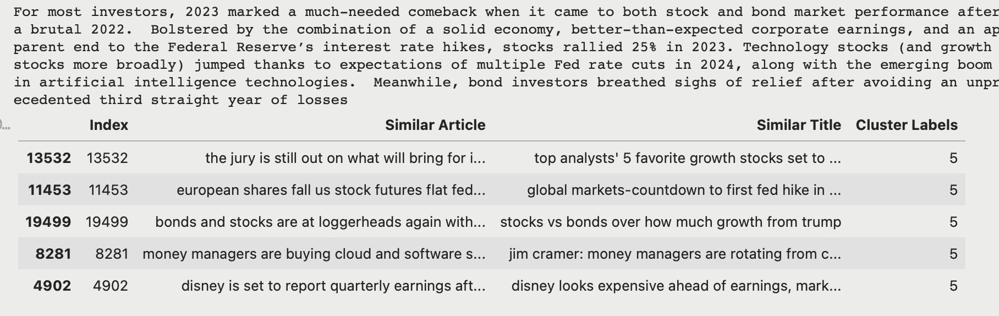 For most investors, 2023 marked a much-needed comeback when it came to both stock and bond market performance after
a brutal 2022.  Bolstered by the combination of a solid economy, better-than-expected corporate earnings, and an ap
parent end to the Federal Reserve’s interest rate hikes, stocks rallied 25% in 2023. Technology stocks (and growth
stocks more broadly) jumped thanks to expectations of multiple Fed rate cuts in 2024, along with the emerging boom
in artificial intelligence technologies.  Meanwhile, bond investors breathed sighs of relief after avoiding an unpr
ecedented third straight year of losses
Index Similar Article Similar Title Cluster Labels
13532 13532 the jury is still out on what will bring for i... top analysts' 5 favorite growth stocks set to ... 5
11453 11453 european shares fall us stock futures flat fed... global markets-countdown to first fed hike in ... 5
19499 19499 bonds and stocks are at loggerheads again with... stocks vs bonds over how much growth from trump 5
8281 8281 money managers are buying cloud and software s... jim cramer: money managers are rotating from c... 5
4902 4902 disney is set to report quarterly earnings aft... disney looks expensive ahead of earnings, mark... 5